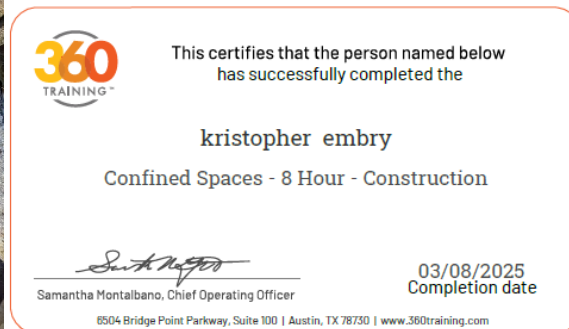 360
TRAINING™
This certifies that the person named below
has successfully completed the
kristopher embry
Confined Spaces - 8 Hour - Construction
Samantha Montalbano, Chief Operating Officer
03/08/2025
Completion date
6504 Bridge Point Parkway, Suite 100 | Austin, TX 78730 | www.360training.com